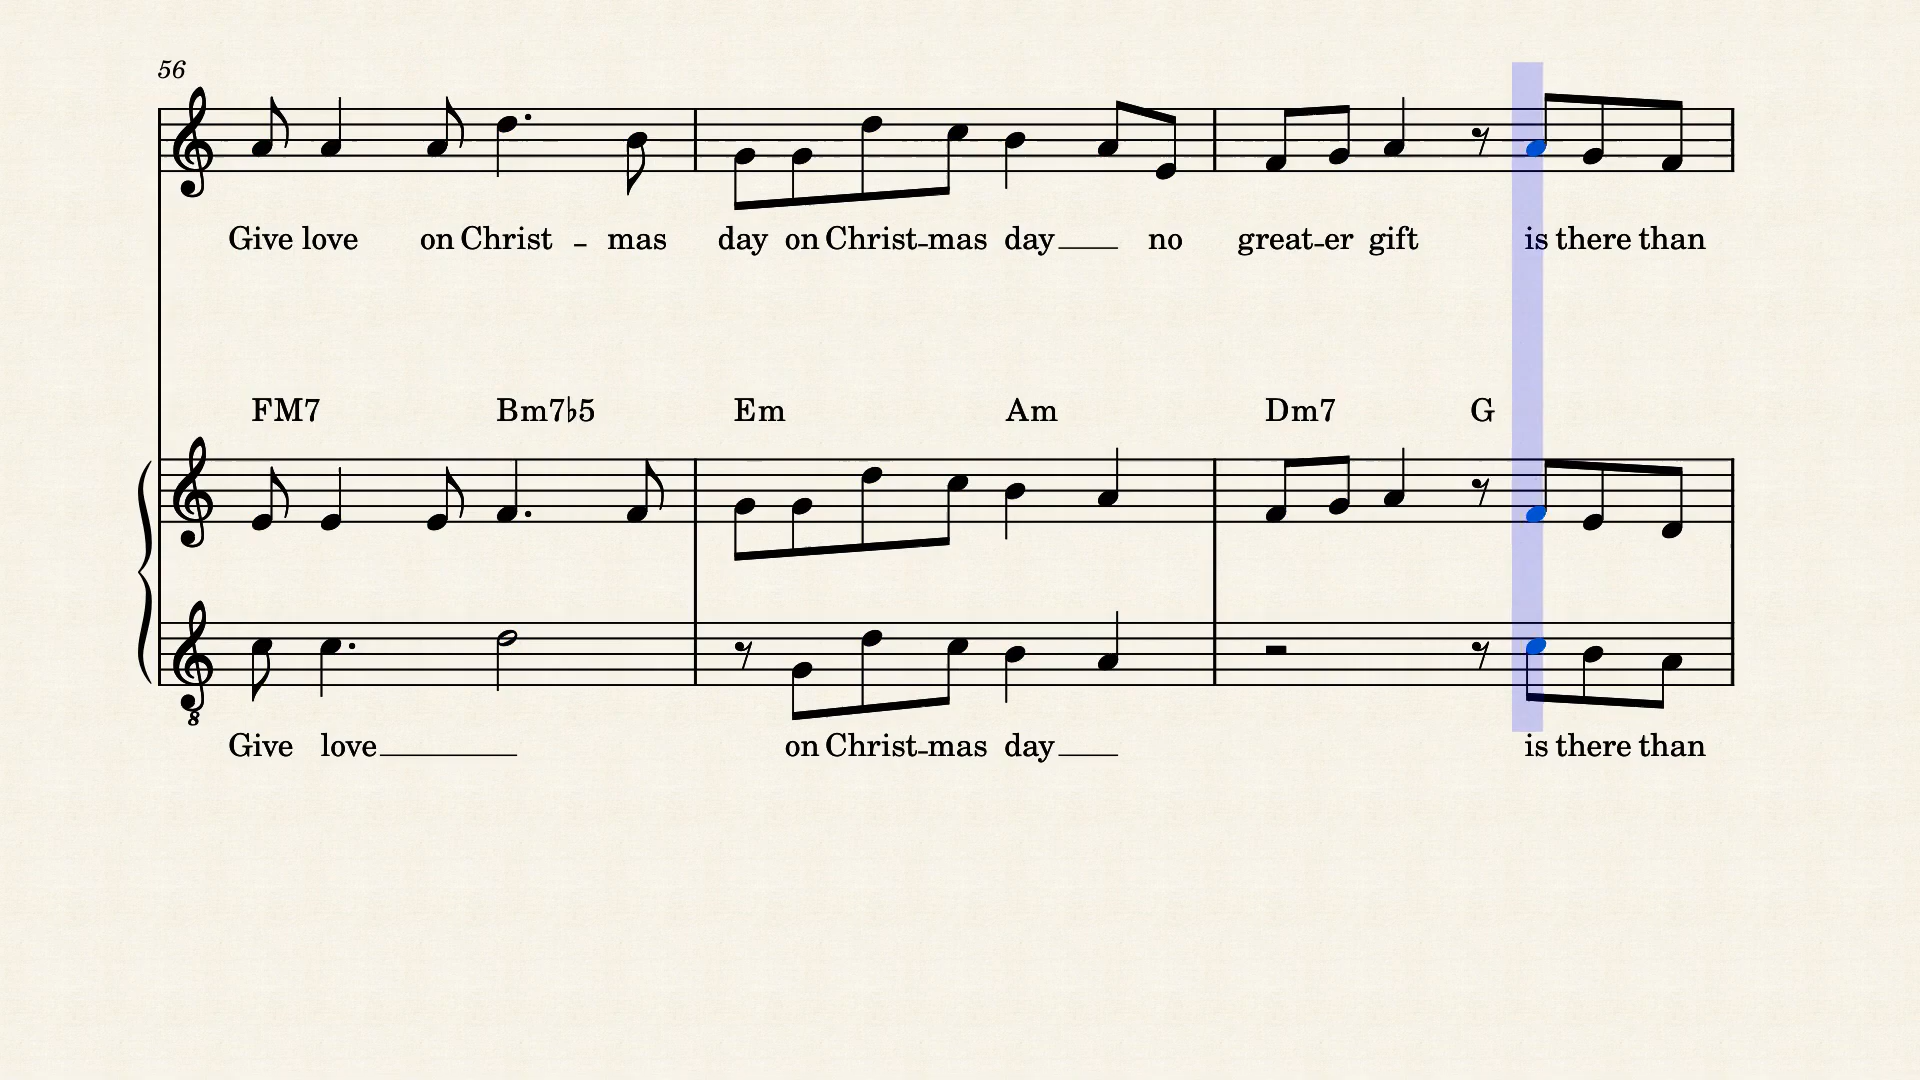 56
Give love on Christ - mas day on Christ-mas day no great-er gift is there than
FM7 Bm7♭5 Em Am Dm7 G
8
Give love on Christ-mas day is there than